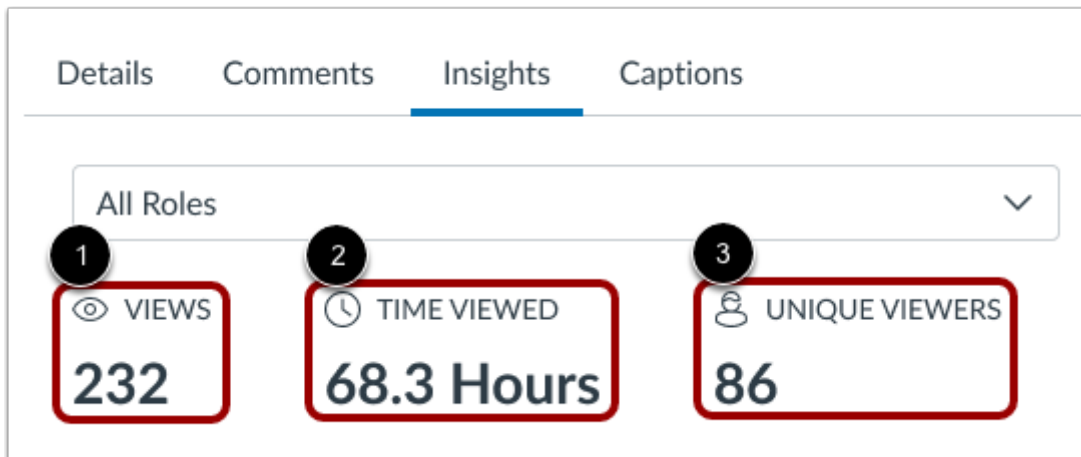 Details Comments Insights Captions
All Roles
1 2 3
VIEWS TIME VIEWED UNIQUE VIEWERS
232 68.3 Hours 86